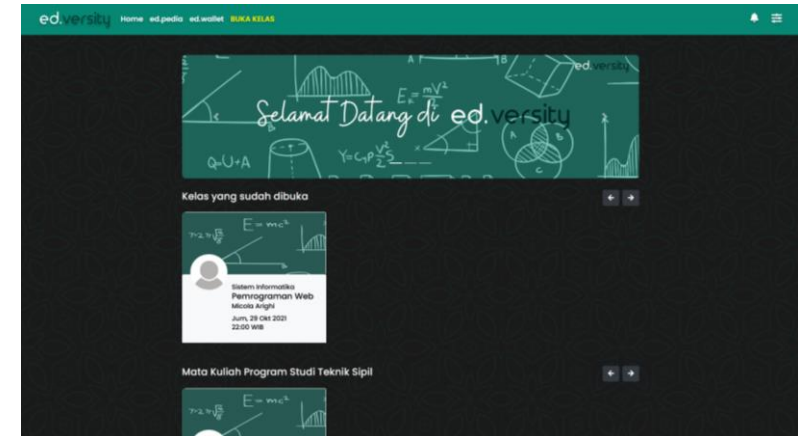 ed.versity Home ed.pedia ed.wallet BUKA KELAS
ed.versity
Selamat Datang di ed.versity
A
B
E = mV²
Q=U+A
A
B
C
Kelas yang sudah dibuka
E = mc²
Sistem Informatika
Pemrograman Web
Micola Arighi
Jum, 29 Okt 2021
22:00 WIB
Mata Kuliah Program Studi Teknik Sipil
E = mc²